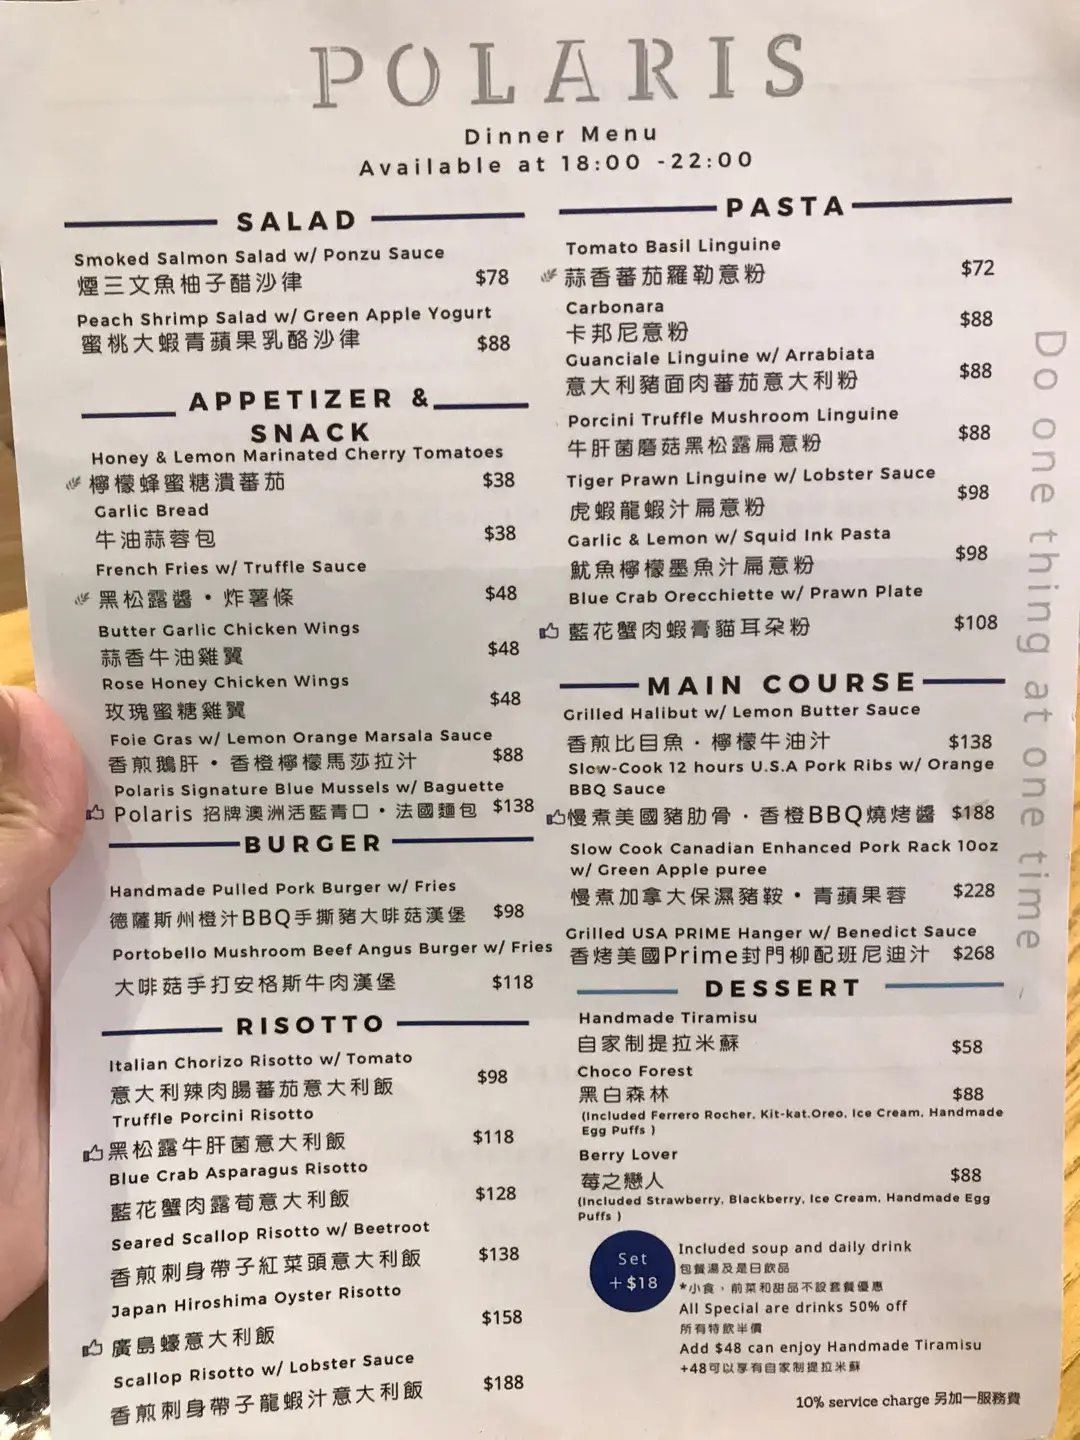 POLARIS
Dinner Menu
Available at 18:00 -22:00
SALAD
Smoked Salmon Salad w/ Ponzu Sauce
煙三文魚柚子醋沙律 $78
Peach Shrimp Salad w/ Green Apple Yogurt
蜜桃大蝦青蘋果乳酪沙律 $88
APPETIZER &
SNACK
Honey & Lemon Marinated Cherry Tomatoes
檸檬蜂蜜糖漬蕃茄 $38
Garlic Bread
牛油蒜蓉包 $38
French Fries w/ Truffle Sauce
黑松露醬•炸薯條 $48
Butter Garlic Chicken Wings
蒜香牛油雞翼 $48
Rose Honey Chicken Wings
玫瑰蜜糖雞翼 $48
Foie Gras w/ Lemon Orange Marsala Sauce
香煎鵝肝•香橙檸檬馬莎拉汁 $88
Polaris Signature Blue Mussels w/ Baguette
Polaris 招牌澳洲活藍青口•法國麵包 $138
BURGER
Handmade Pulled Pork Burger w/ Fries
德薩斯州橙汁BBQ手撕豬大啡菇漢堡 $98
Portobello Mushroom Beef Angus Burger w/ Fries
大啡菇手打安格斯牛肉漢堡 $118
RISOTTO
Italian Chorizo Risotto w/ Tomato
意大利辣肉腸蕃茄意大利飯 $98
Truffle Porcini Risotto
黑松露牛肝菌意大利飯 $118
Blue Crab Asparagus Risotto
藍花蟹肉露荀意大利飯 $128
Seared Scallop Risotto w/ Beetroot
香煎刺身帶子紅菜頭意大利飯 $138
Japan Hiroshima Oyster Risotto
廣島蠔意大利飯 $158
Scallop Risotto w/ Lobster Sauce
香煎刺身帶子龍蝦汁意大利飯 $188
PASTA
Tomato Basil Linguine
蒜香蕃茄羅勒意粉 $72
Carbonara
卡邦尼意粉 $88
Guanciale Linguine w/ Arrabiata
意大利豬面肉蕃茄意大利粉 $88
Porcini Truffle Mushroom Linguine
牛肝菌磨菇黑松露扁意粉 $88
Tiger Prawn Linguine w/ Lobster Sauce
虎蝦龍蝦汁扁意粉 $98
Garlic & Lemon w/ Squid Ink Pasta
魷魚檸檬墨魚汁扁意粉 $98
Blue Crab Orecchiette w/ Prawn Plate
藍花蟹肉蝦膏貓耳朵粉 $108
MAIN COURSE
Grilled Halibut w/ Lemon Butter Sauce
香煎比目魚·檸檬牛油汁 $138
Slow-Cook 12 hours U.S.A Pork Ribs w/ Orange
BBQ Sauce
慢煮美國豬肋骨·香橙BBQ燒烤醬 $188
Slow Cook Canadian Enhanced Pork Rack 10oz
w/ Green Apple puree
慢煮加拿大保濕豬鞍•青蘋果蓉 $228
Grilled USA PRIME Hanger w/ Benedict Sauce
香烤美國Prime封門柳配班尼迪汁 $268
DESSERT
Handmade Tiramisu
自家制提拉米蘇 $58
Choco Forest
黑白森林 $88
(Included Ferrero Rocher, Kit-kat.Oreo, Ice Cream, Handmade
Egg Puffs )
Berry Lover
莓之戀人 $88
(Included Strawberry, Blackberry, Ice Cream, Handmade Egg
Puffs )
Set
+$18
Included soup and daily drink
包餐湯及是日飲品
*小食，前菜和甜品不設套餐優惠
All Special are drinks 50% off
所有特飲半價
Add $48 can enjoy Handmade Tiramisu
+48可以享有自家制提拉米蘇
10% service charge 另加一服務費
Do one thing at one time